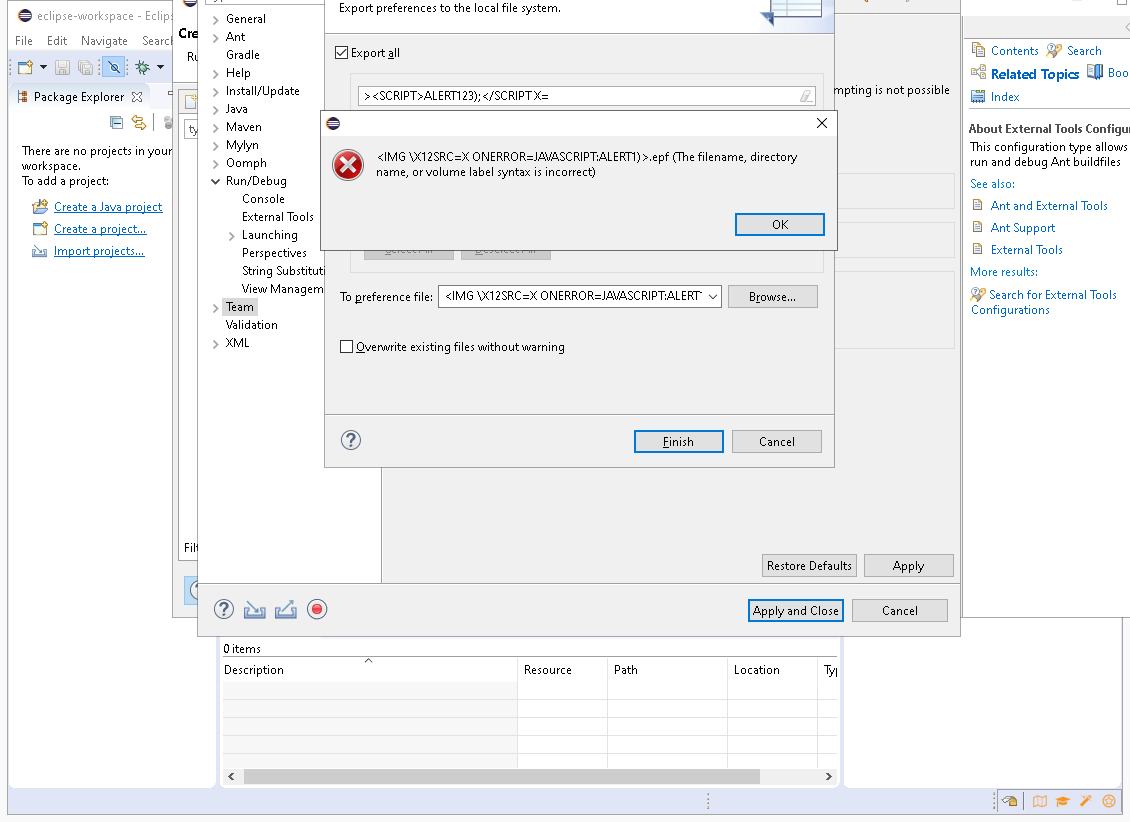 eclipse-workspace - Eclips
File Edit Navigate Search
Package Explorer
There are no projects in your
workspace.
To add a project:
Create a Java project
Create a project...
Import projects...
Cre
Ru
ty
Filt
General
Ant
Gradle
Help
Install/Update
Java
Maven
Mylyn
Oomph
Run/Debug
Console
External Tools
Launching
Perspectives
String Substituti
View Managem
Team
Validation
XML
Export preferences to the local file system.
Export all
><SCRIPT>ALERT123);</SCRIPT X=
mpting is not possible
<IMG \X12SRC=X ONERROR=JAVASCRIPT:ALERT1)>.epf (The filename, directory
name, or volume label syntax is incorrect)
OK
Select All Deselect All
To preference file: <IMG \X12SRC=X ONERROR=JAVASCRIPT:ALERT Browse...
Overwrite existing files without warning
Finish Cancel
Restore Defaults Apply
Apply and Close Cancel
Contents Search
Related Topics Boo
Index
About External Tools Configur
This configuration type allows
run and debug Ant buildfiles
See also:
Ant and External Tools
Ant Support
External Tools
More results:
Search for External Tools
Configurations
0 items
Description Resource Path Location Typ